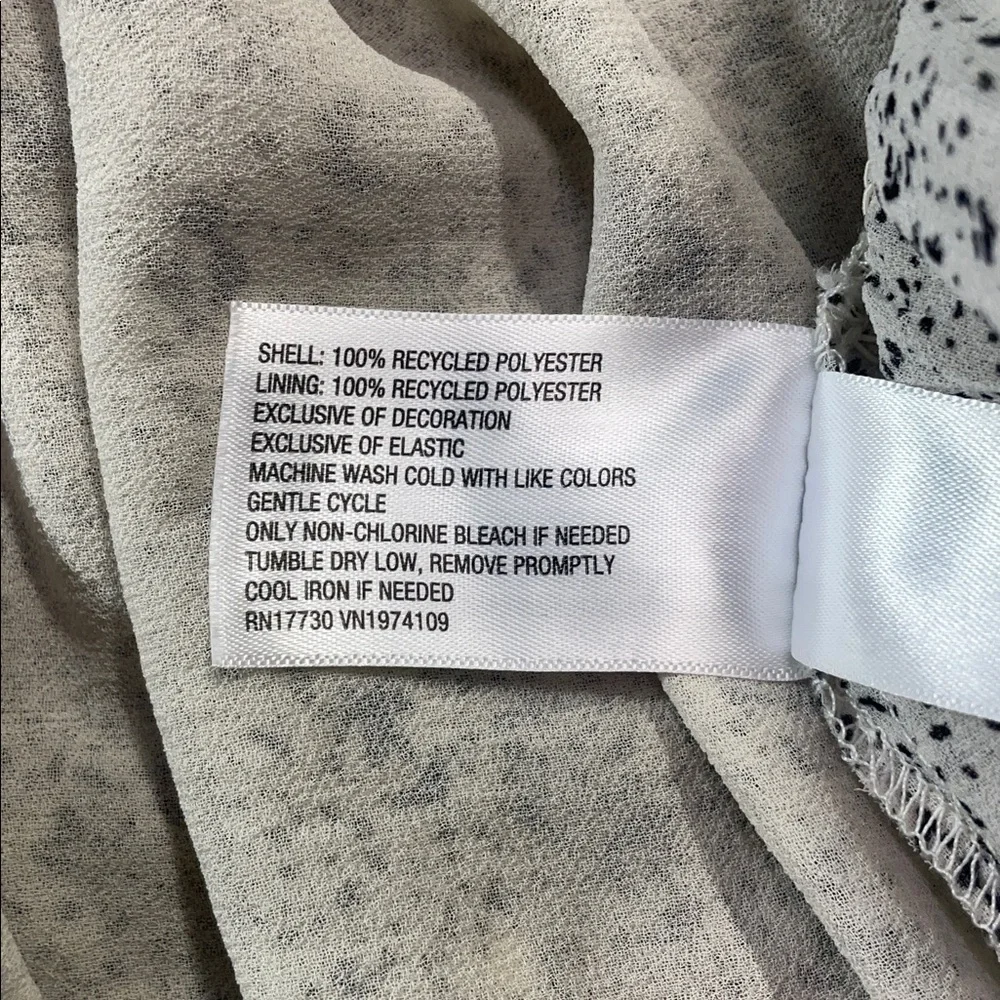 SHELL: 100% RECYCLED POLYESTER
LINING: 100% RECYCLED POLYESTER
EXCLUSIVE OF DECORATION
EXCLUSIVE OF ELASTIC
MACHINE WASH COLD WITH LIKE COLORS
GENTLE CYCLE
ONLY NON-CHLORINE BLEACH IF NEEDED
TUMBLE DRY LOW, REMOVE PROMPTLY
COOL IRON IF NEEDED
RN17730 VN1974109